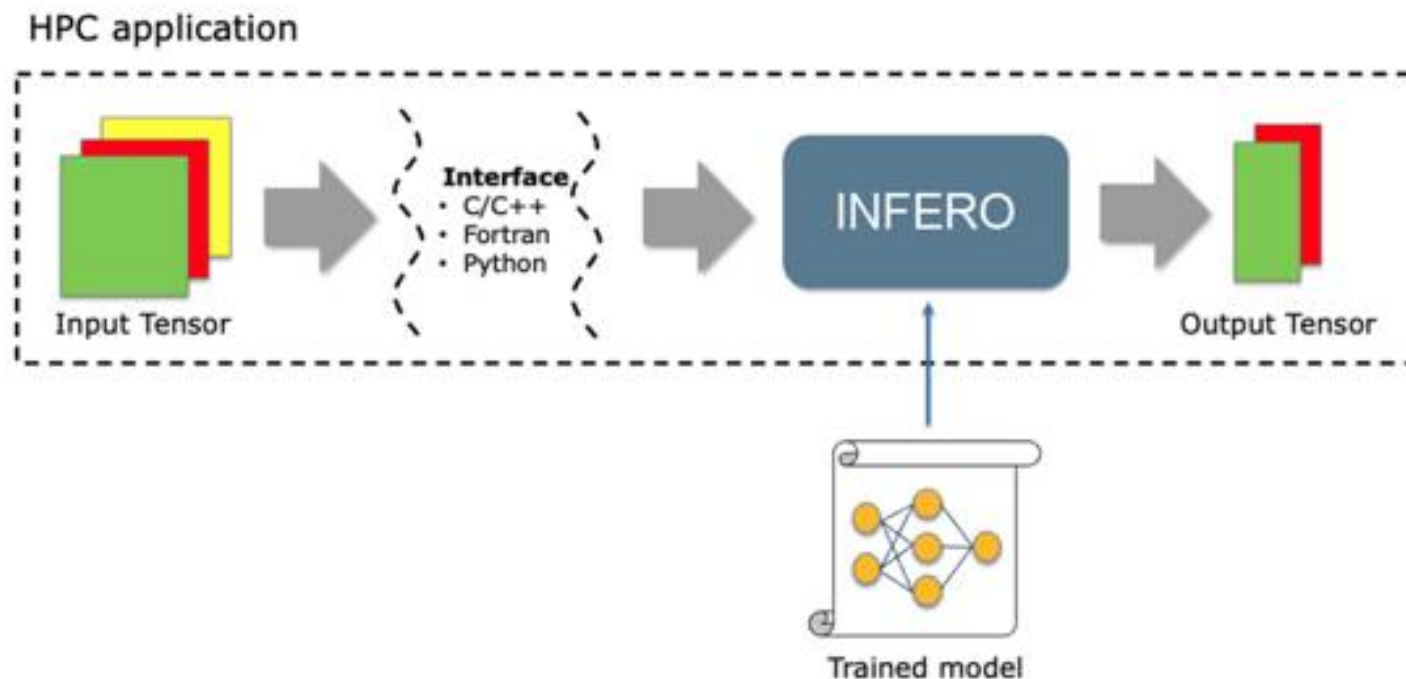 HPC application
Interface
• C/C++
• Fortran
• Python
INFERO
Input Tensor
Output Tensor
Trained model